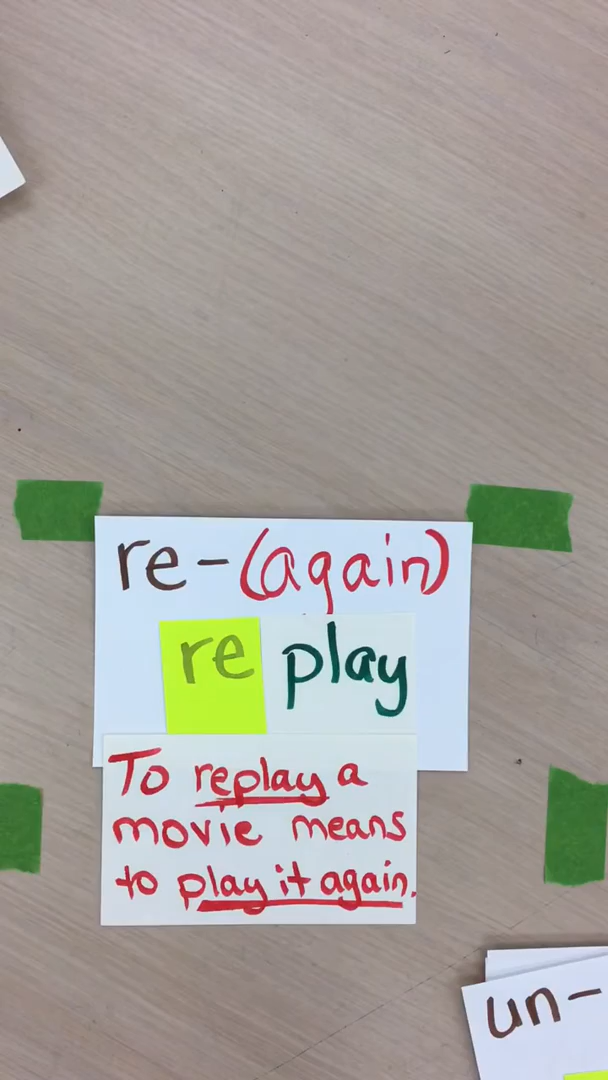 re-(again)
re play
To replay a
movie means
to play it again.
un-